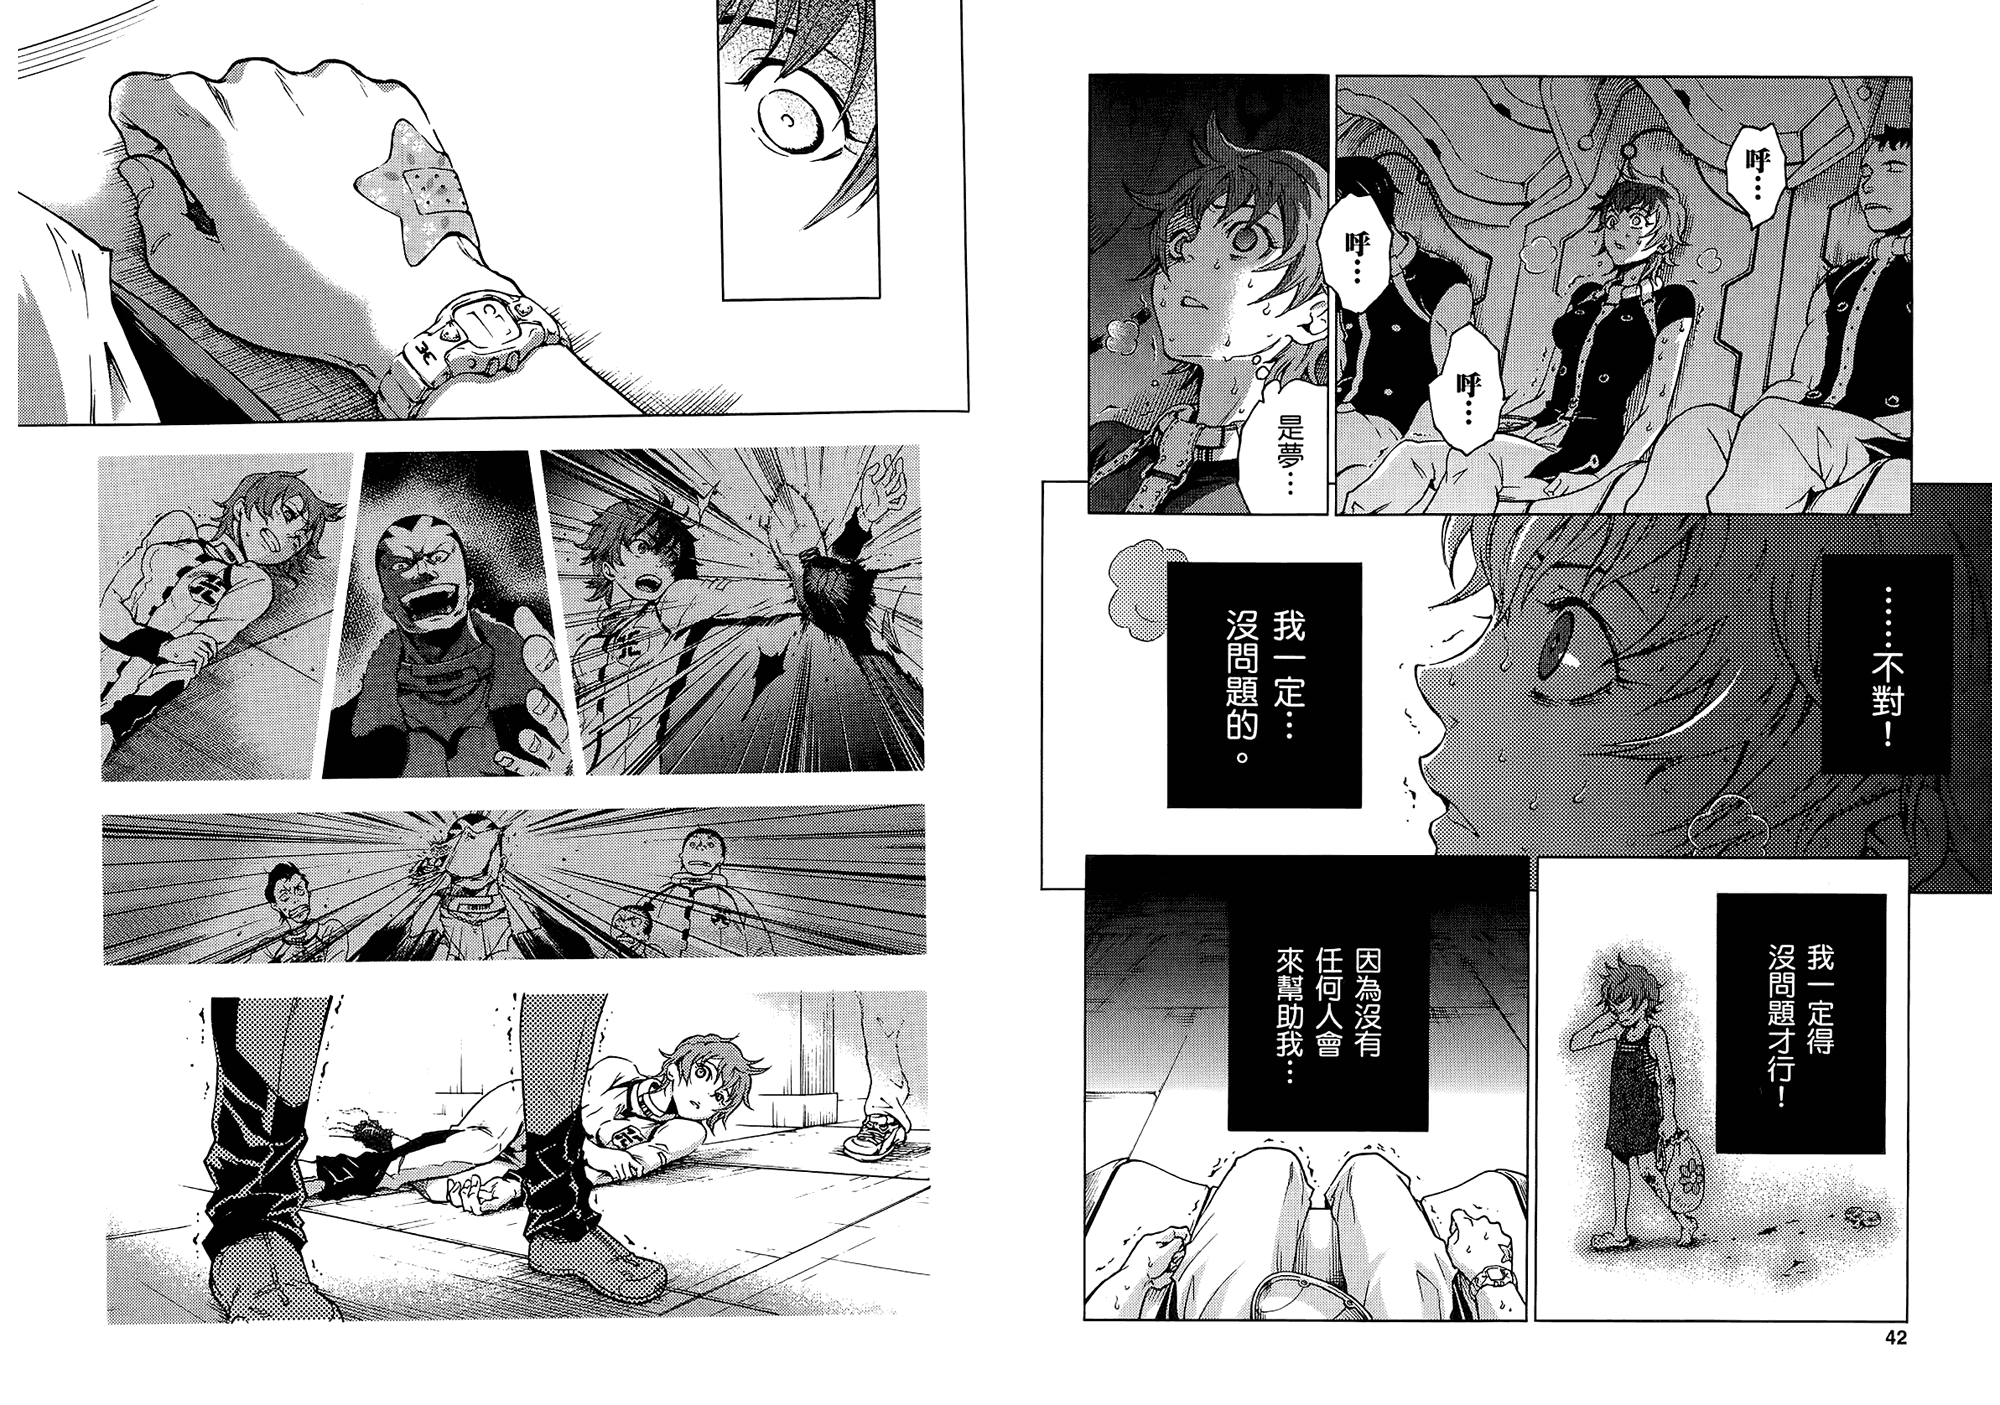 呼…
呼…
呼…
是夢…
……不對！
我一定…
沒問題的。
我一定得
沒問題才行！
因為沒有
任何人會
來幫助我…
42